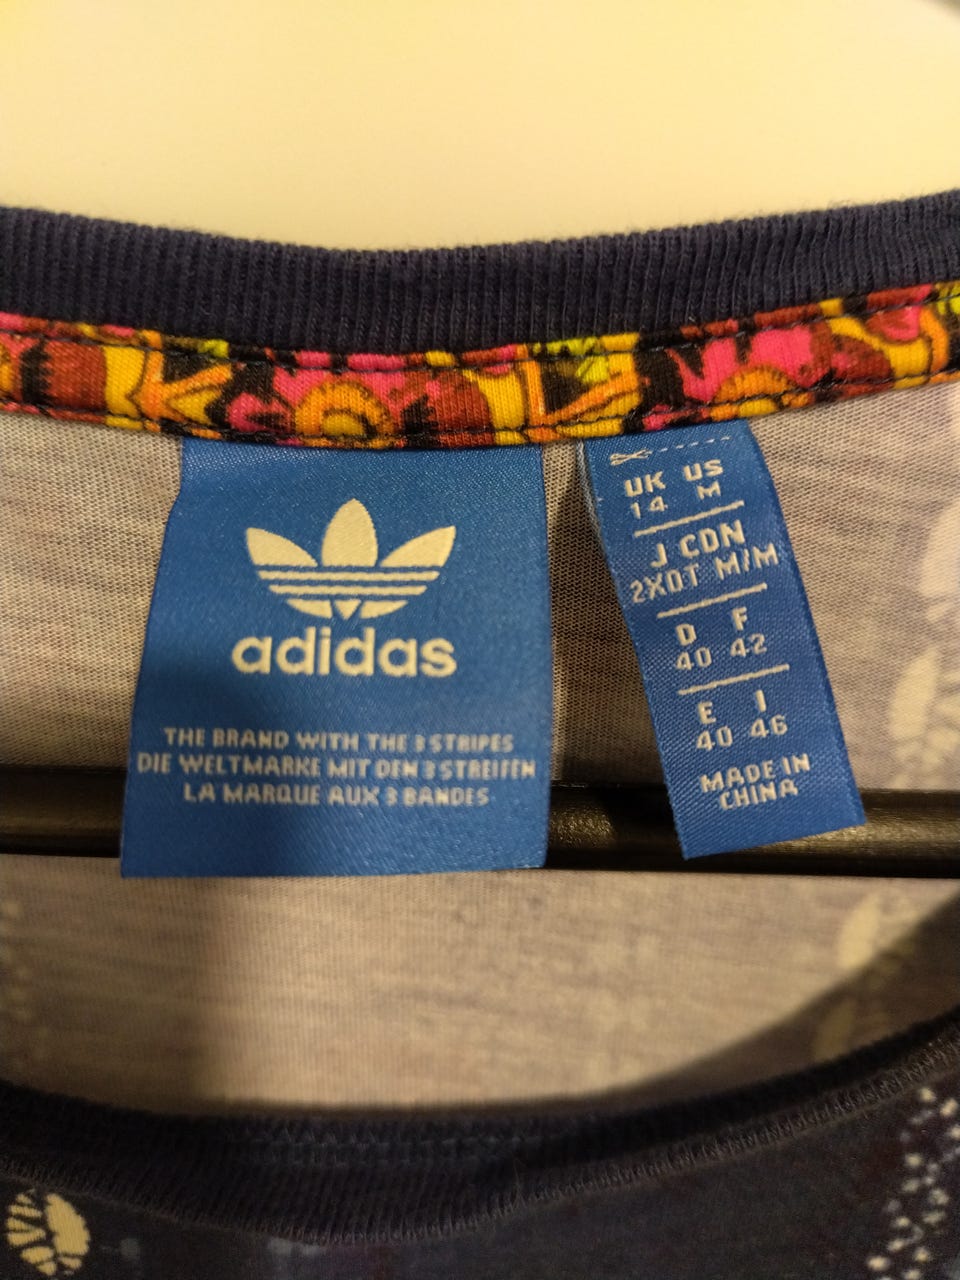 adidas
THE BRAND WITH THE 3 STRIPES
DIE WELTMARKE MIT DEN 3 STREIFEN
LA MARQUE AUX 3 BANDES
UK US
14 M
J CDN
2XOT M/M
D F
40 42
E I
40 46
MADE IN
CHINA